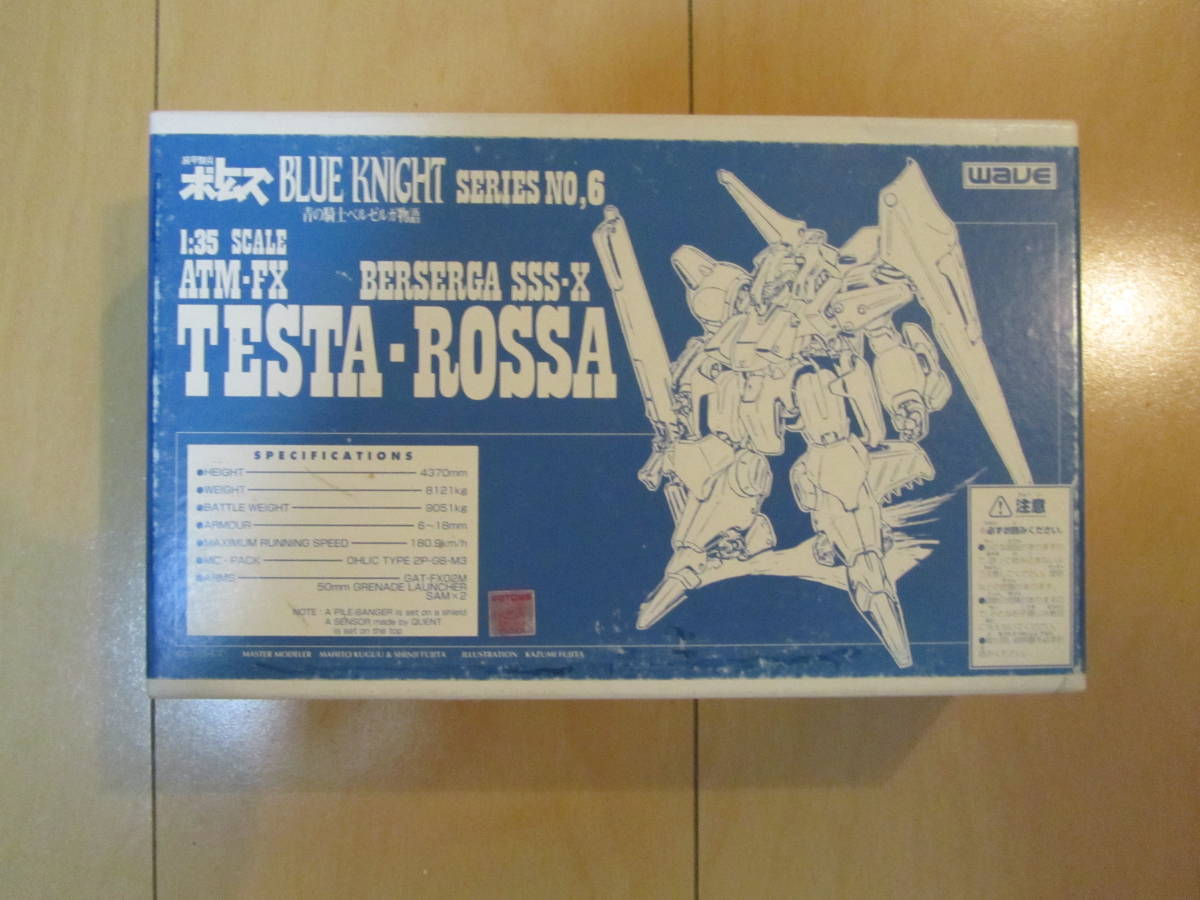 装甲騎兵
ボトムズ BLUE KNIGHT SERIES NO,6
青の騎士ベルゼルガ物語
wave
1:35 SCALE
ATM·FX BERSERGA SSS-X
TESTA·ROSSA
SPECIFICATIONS
●HEIGHT 4370mm
●WEIGHT 8121kg
●BATTLE WEIGHT 9051kg
●ARMOUR 6~18mm
●MAXIMUM RUNNING SPEED 180.9km/h
●MC·PACK OHLIC TYPE 2P-GB-M3
●ARMS GAT-FX02M
50mm GRENADE LAUNCHER
SAM×2
NOTE : A PILE-BANGER is set on a shield
A SENSOR made by QUENT
is set on the top
MASTER MODELER MAHITO KUGUU & SHINJI FUJITA ILLUSTRATION KAZUMI FUJITA
注意
必ずお読みください。